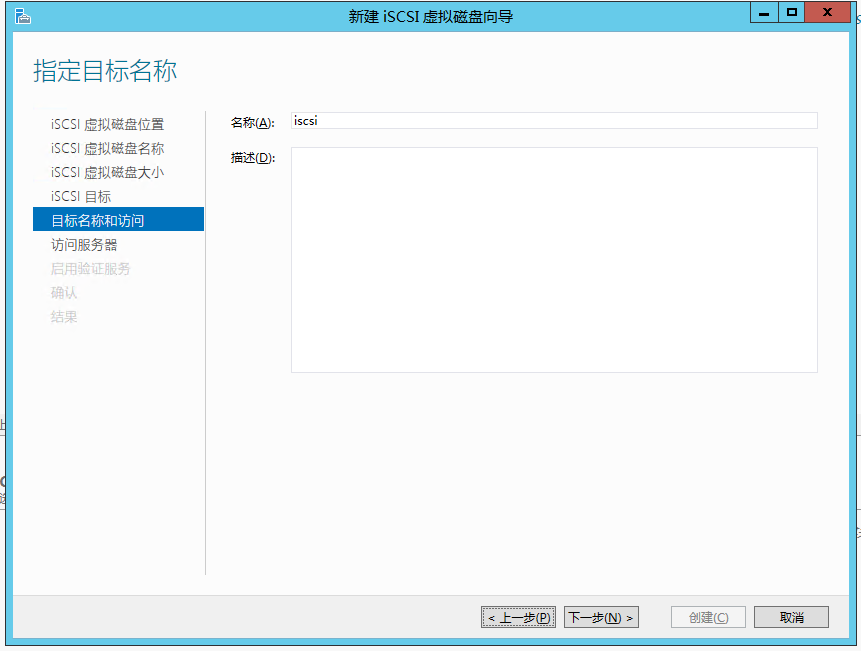 新建 iSCSI 虚拟磁盘向导
指定目标名称
iSCSI 虚拟磁盘位置
iSCSI 虚拟磁盘名称
iSCSI 虚拟磁盘大小
iSCSI 目标
目标名称和访问
访问服务器
启用验证服务
确认
结果
名称(A): iscsi
描述(D):
< 上一步(P) 下一步(N) > 创建(C) 取消